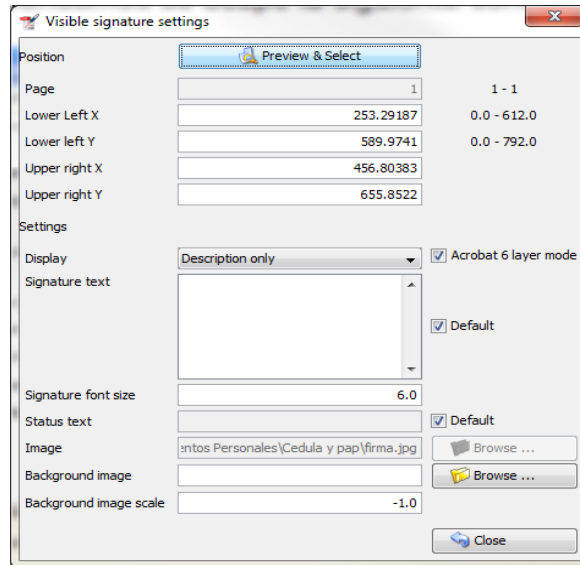 Visible signature settings
Position Preview & Select
Page 1 1 - 1
Lower Left X 253.29187 0.0 - 612.0
Lower left Y 589.9741 0.0 - 792.0
Upper right X 456.80383
Upper right Y 655.8522
Settings
Display Description only Acrobat 6 layer mode
Signature text
Default
Signature font size 6.0
Status text Default
Image entos Personales\Cedula y pap\firma.jpg Browse ...
Background image Browse ...
Background image scale -1.0
Close